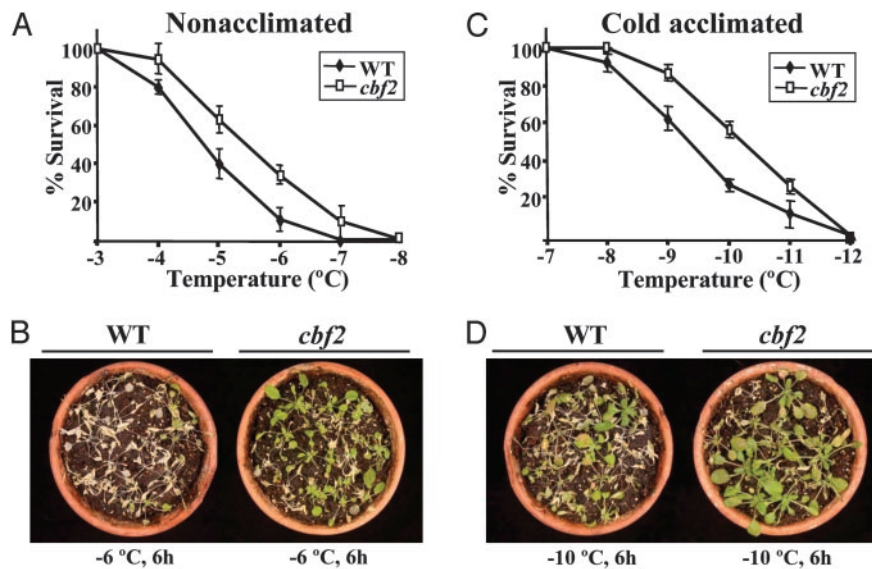 A
Nonacclimated
% Survival
100
80
60
40
20
WT
cbf2
-3
-4
-5
-6
-7
-8
Temperature (ºC)
C
Cold acclimated
% Survival
100
80
60
40
20
WT
cbf2
-7
-8
-9
-10
-11
-12
Temperature (ºC)
B
WT
cbf2
-6 ºC, 6h
-6 ºC, 6h
D
WT
cbf2
-10 ºC, 6h
-10 ºC, 6h